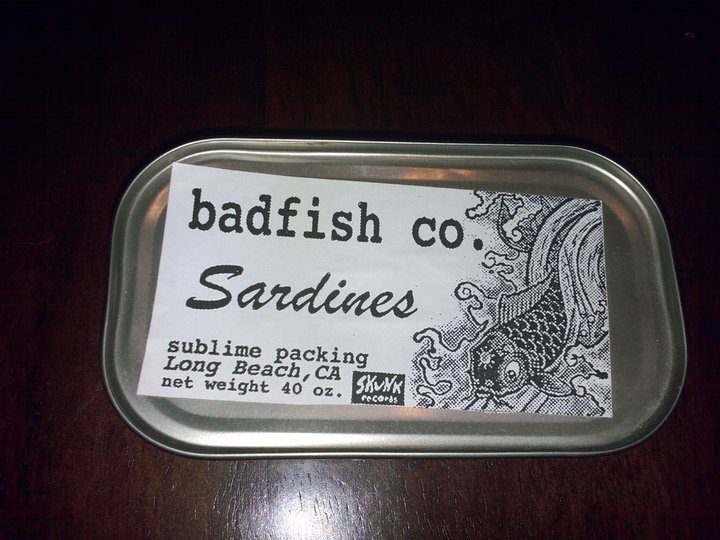 badfish co.
Sardines
sublime packing
Long Beach, CA
net weight 40 oz.
SKUNK
records